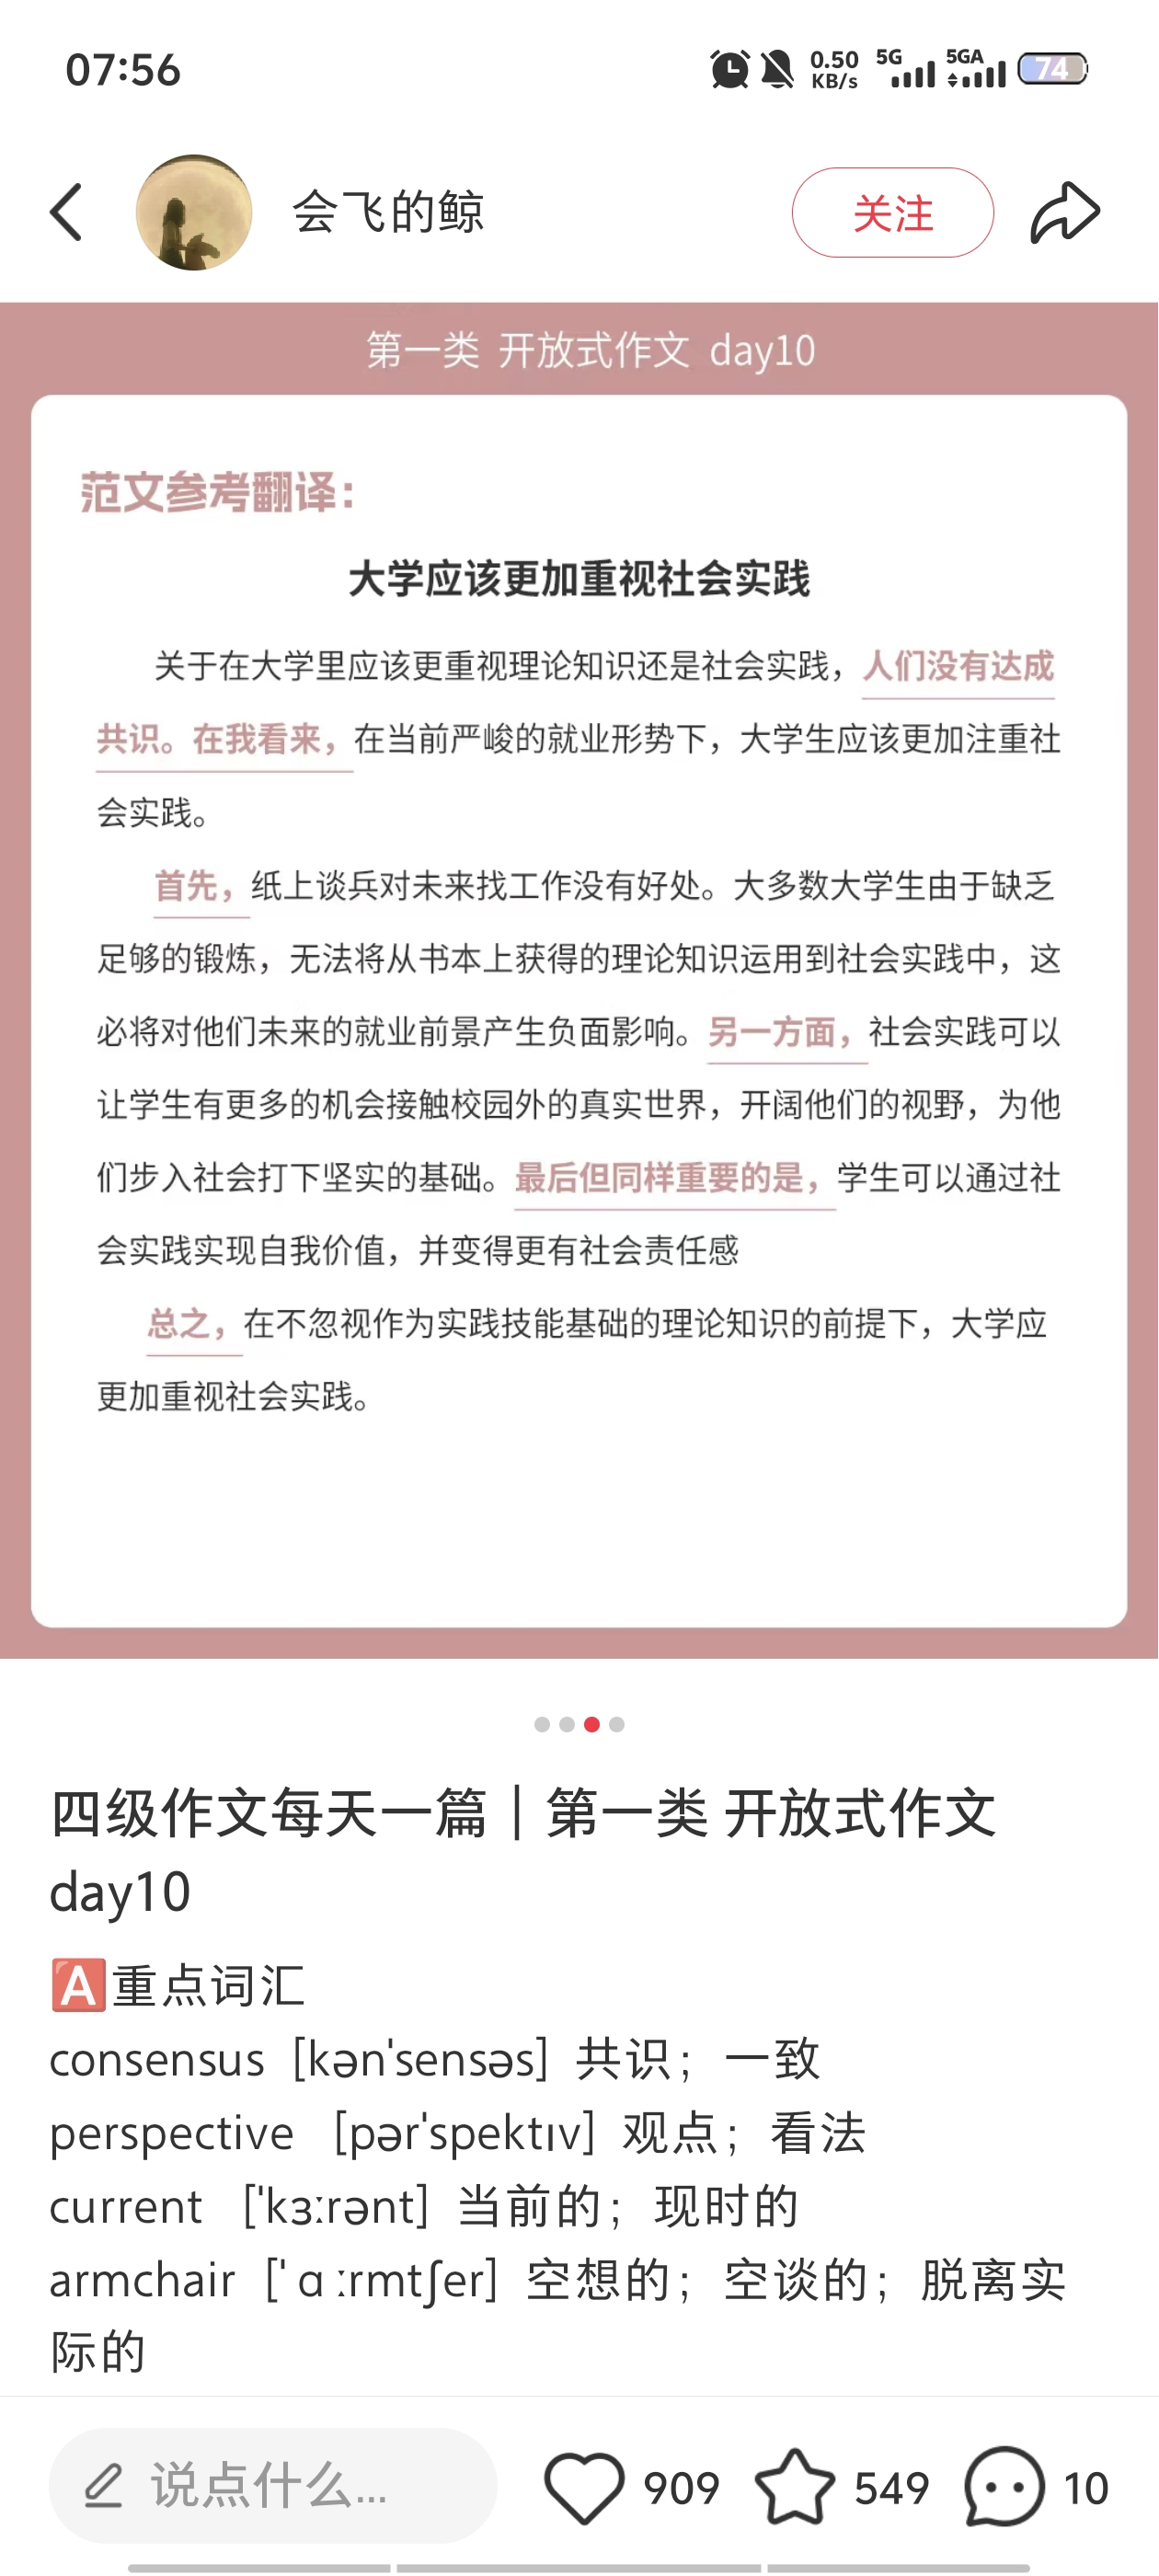 07:56
0.50 KB/s 5G 5GA 74
会飞的鲸
关注
第一类 开放式作文 day10
范文参考翻译：
大学应该更加重视社会实践
关于在大学里应该更重视理论知识还是社会实践，人们没有达成
共识。在我看来，在当前严峻的就业形势下，大学生应该更加注重社
会实践。
首先，纸上谈兵对未来找工作没有好处。大多数大学生由于缺乏
足够的锻炼，无法将从书本上获得的理论知识运用到社会实践中，这
必将对他们未来的就业前景产生负面影响。另一方面，社会实践可以
让学生有更多的机会接触校园外的真实世界，开阔他们的视野，为他
们步入社会打下坚实的基础。最后但同样重要的是，学生可以通过社
会实践实现自我价值，并变得更有社会责任感
总之，在不忽视作为实践技能基础的理论知识的前提下，大学应
更加重视社会实践。
四级作文每天一篇｜第一类 开放式作文
day10
🅰️重点词汇
consensus [kən'sensəs] 共识；一致
perspective [pər'spektɪv] 观点；看法
current ['kɜːrənt] 当前的；现时的
armchair [' ɑ ːrmtʃer] 空想的；空谈的；脱离实
际的
说点什么... 909 549 10